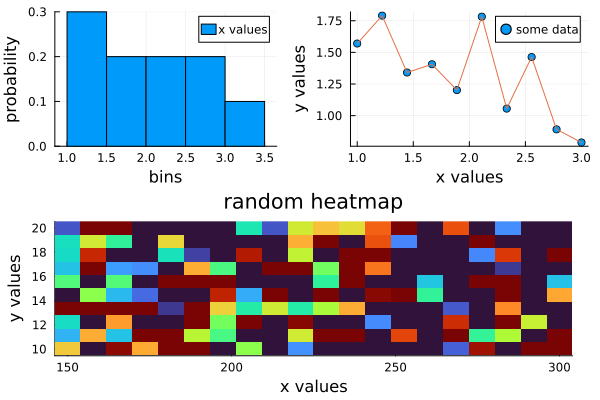 0.3
0.2
0.1
0.0
probability
x values
1.0 1.5 2.0 2.5 3.0 3.5
bins
1.75
1.50
1.25
1.00
y values
some data
1.0 1.5 2.0 2.5 3.0
x values
random heatmap
20
18
16
14
12
10
y values
150 200 250 300
x values